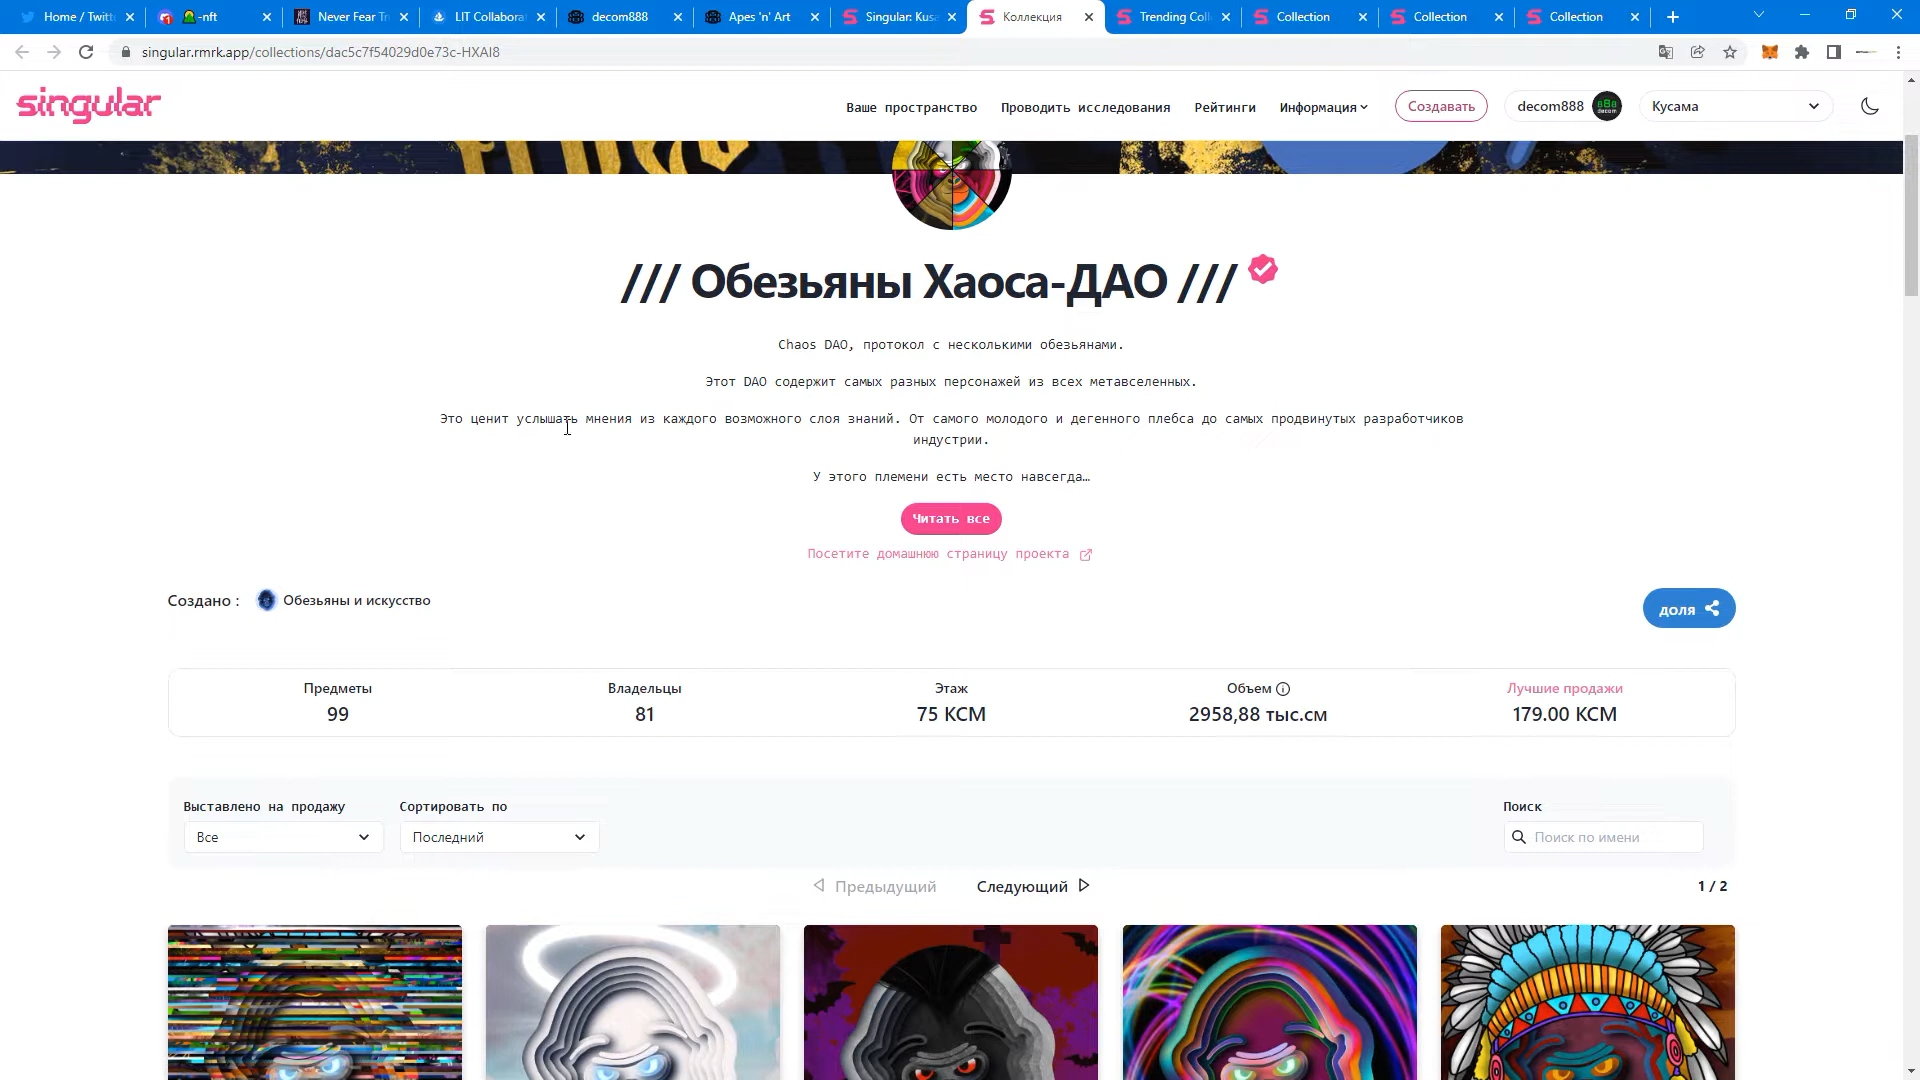 Home / Twitt
-nft
Never Fear Tr
LIT Collabora
decom888
Apes 'n' Art
Singular: Kusa
Коллекция
Trending Coll
Collection
Collection
Collection
singular.rmrk.app/collections/dac5c7f54029d0e73c-HXAI8
singular
Ваше пространство
Проводить исследования
Рейтинги
Информация
Создавать
decom888
Кусама
/// Обезьяны Хаоса-ДАО ///
Chaos DAO, протокол с несколькими обезьянами.
Этот DAO содержит самых разных персонажей из всех метавселенных.
Это ценит услышать мнения из каждого возможного слоя знаний. От самого молодого и дегенного плебса до самых продвинутых разработчиков
индустрии.
У этого племени есть место навсегда…
Читать все
Посетите домашнюю страницу проекта
Создано :
Обезьяны и искусство
доля
Предметы
Владельцы
Этаж
Объем
Лучшие продажи
99
81
75 КСМ
2958,88 тыс.см
179.00 КСМ
Выставлено на продажу
Сортировать по
Поиск
Все
Последний
Поиск по имени
Предыдущий
Следующий
1 / 2